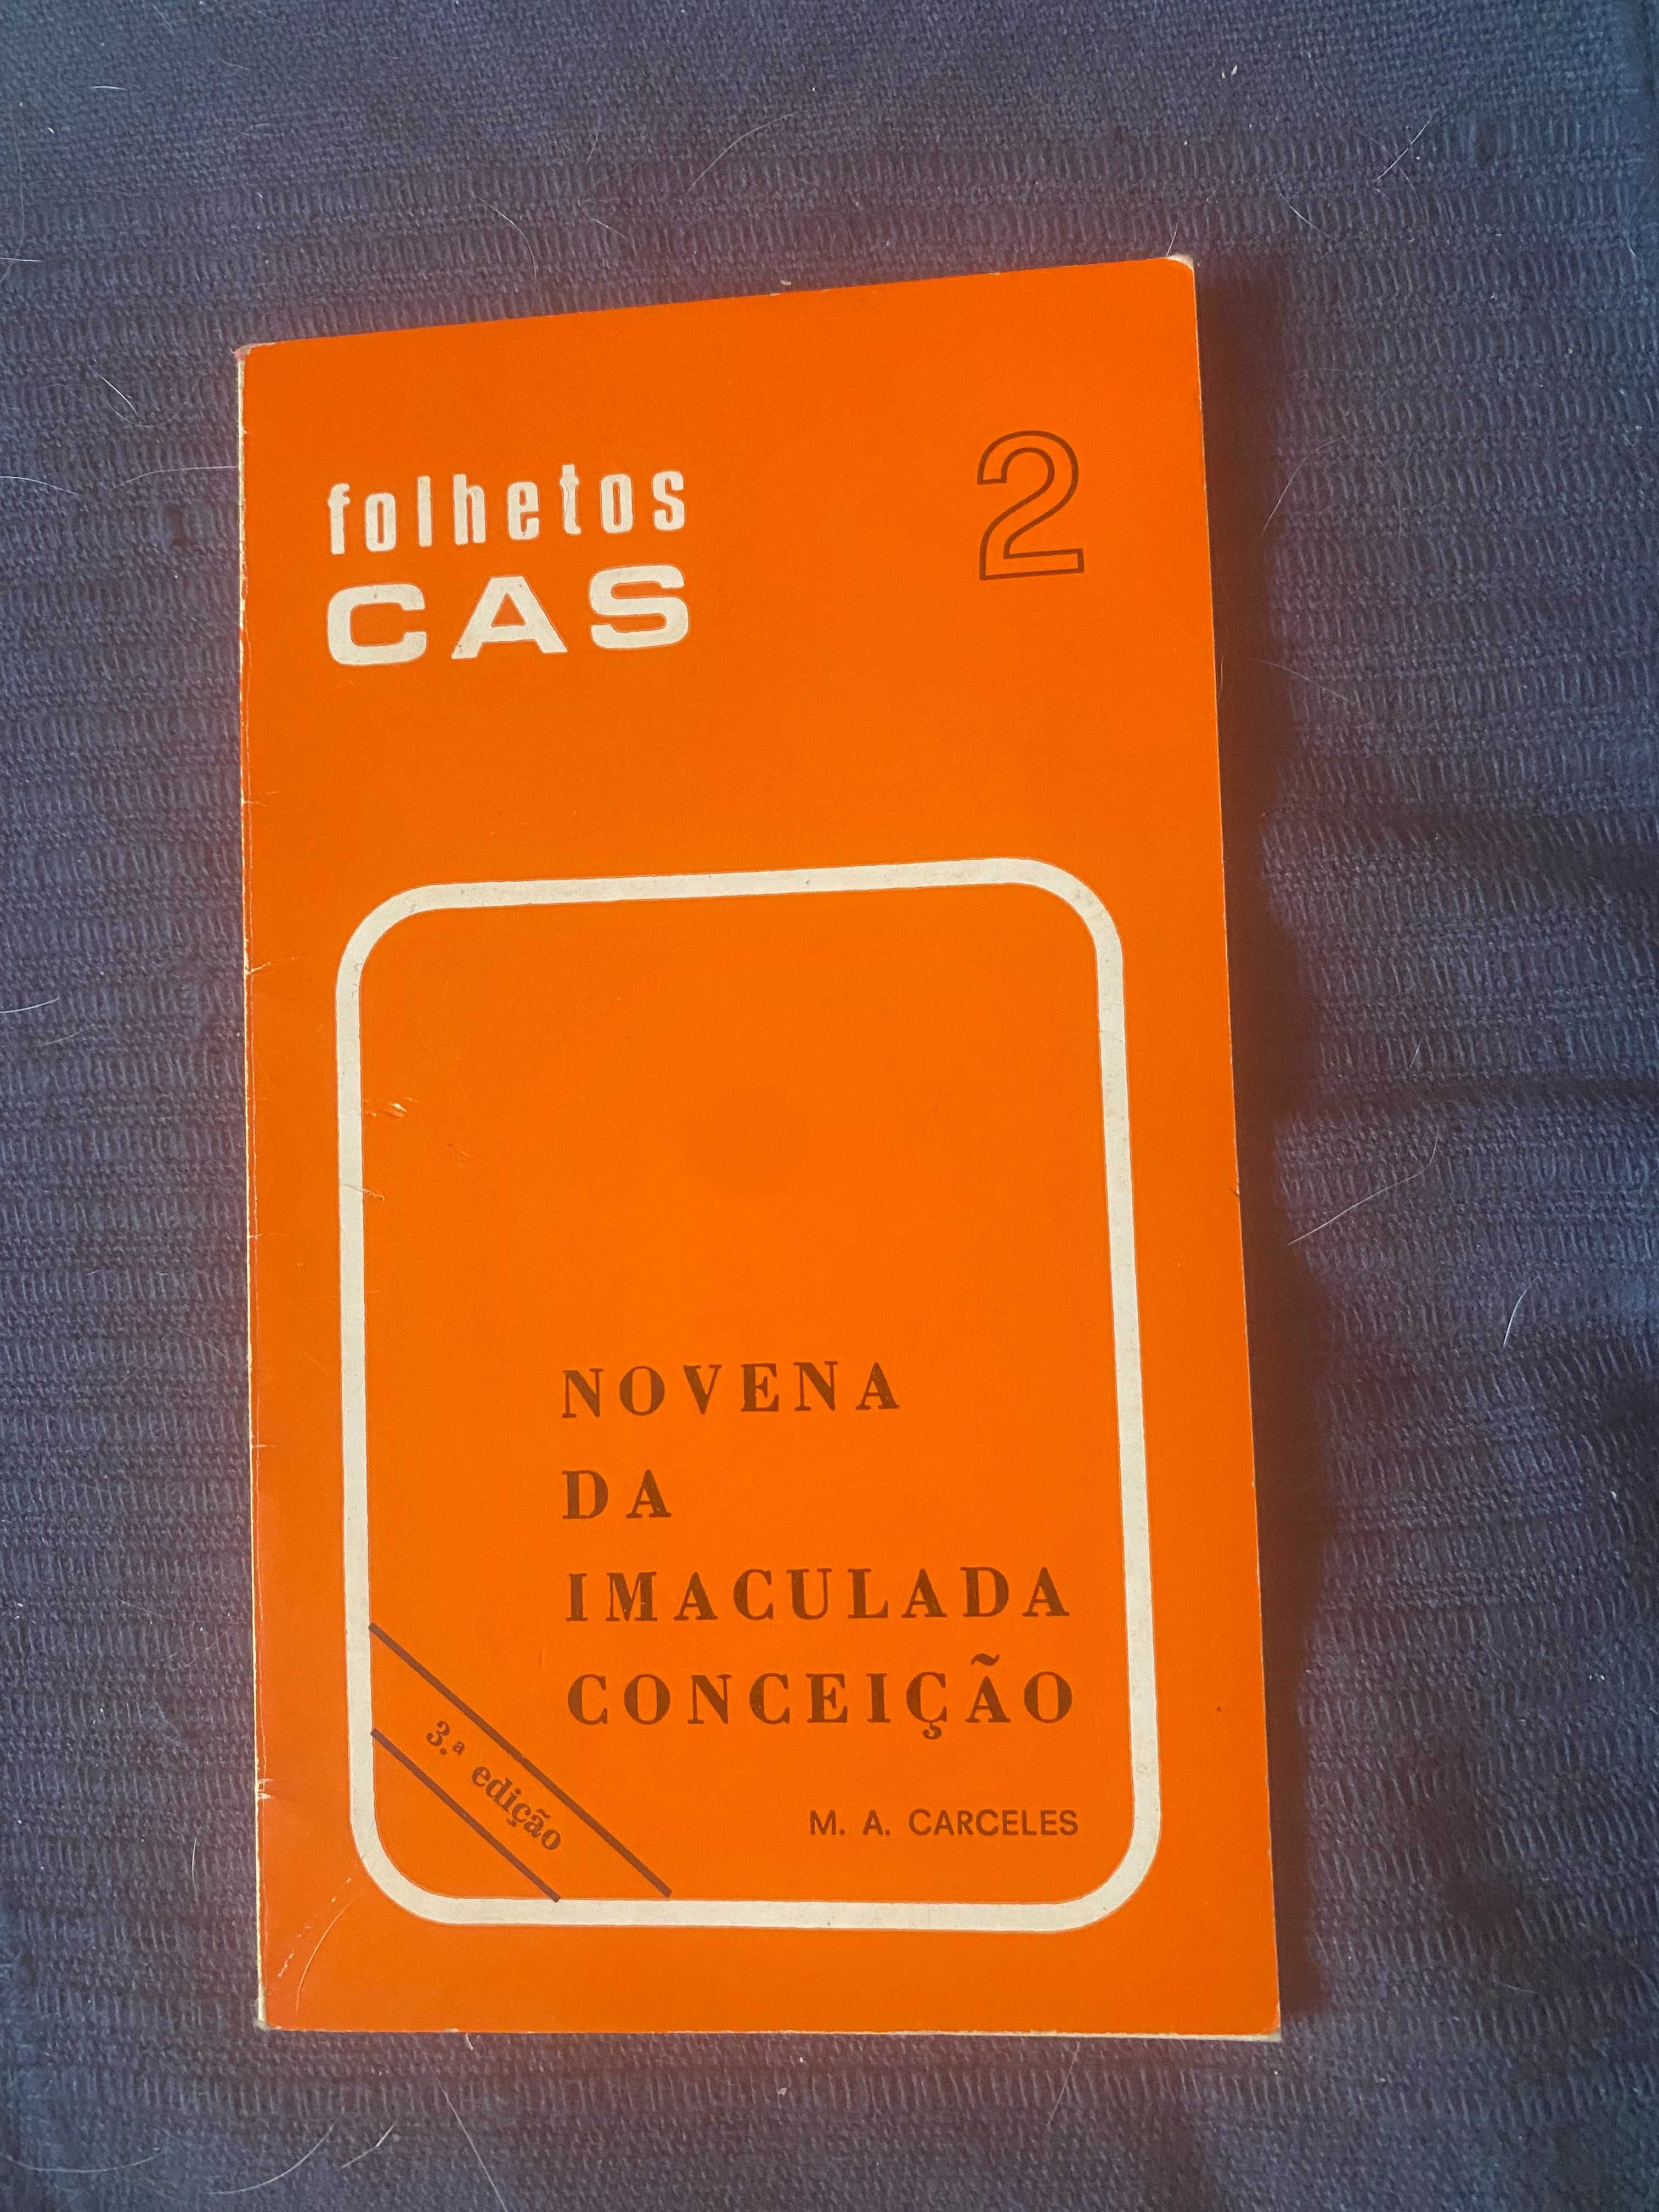 folhetos
CAS
2
NOVENA
DA
IMACULADA
CONCEIÇÃO
3.ª edição
M. A. CARCELES